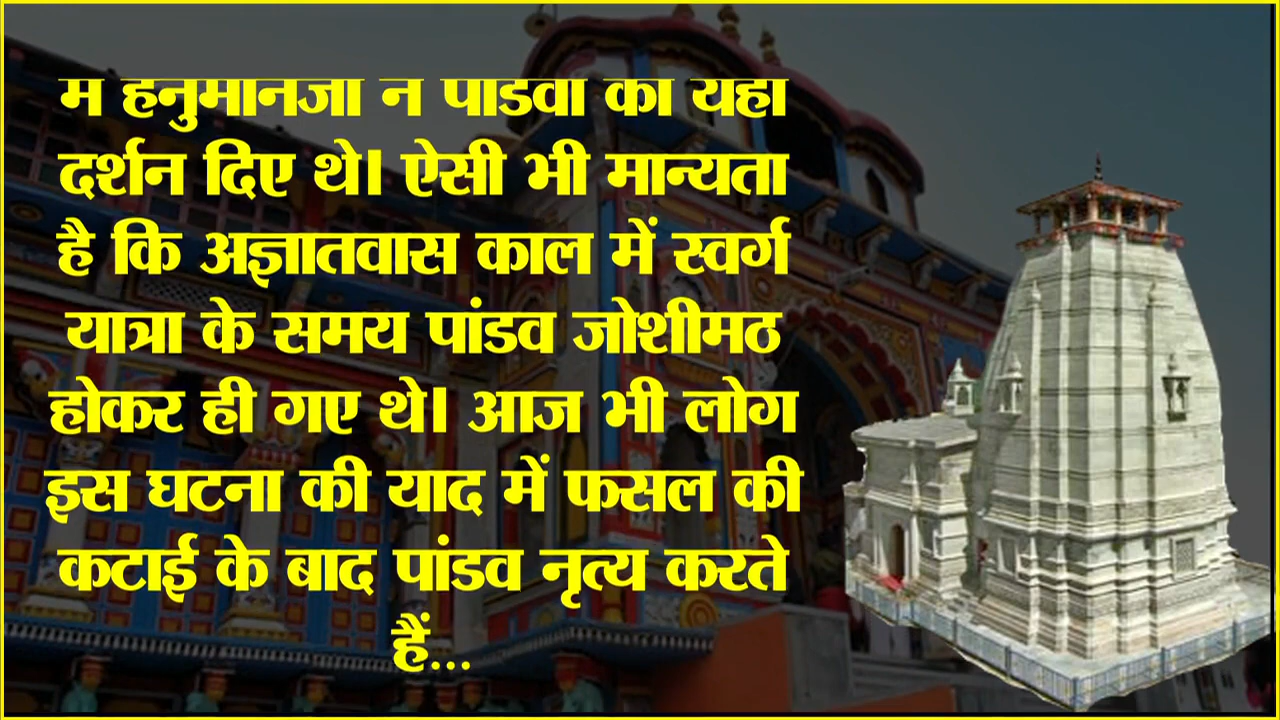 म हनुमानजा न पाडवा का यहा
दर्शन दिए थे। ऐसी भी मान्यता
है कि अज्ञातवास काल में स्वर्ग
यात्रा के समय पांडव जोशीमठ
होकर ही गए थे। आज भी लोग
इस घटना की याद में फसल की
कटाई के बाद पांडव नृत्य करते
हैं...